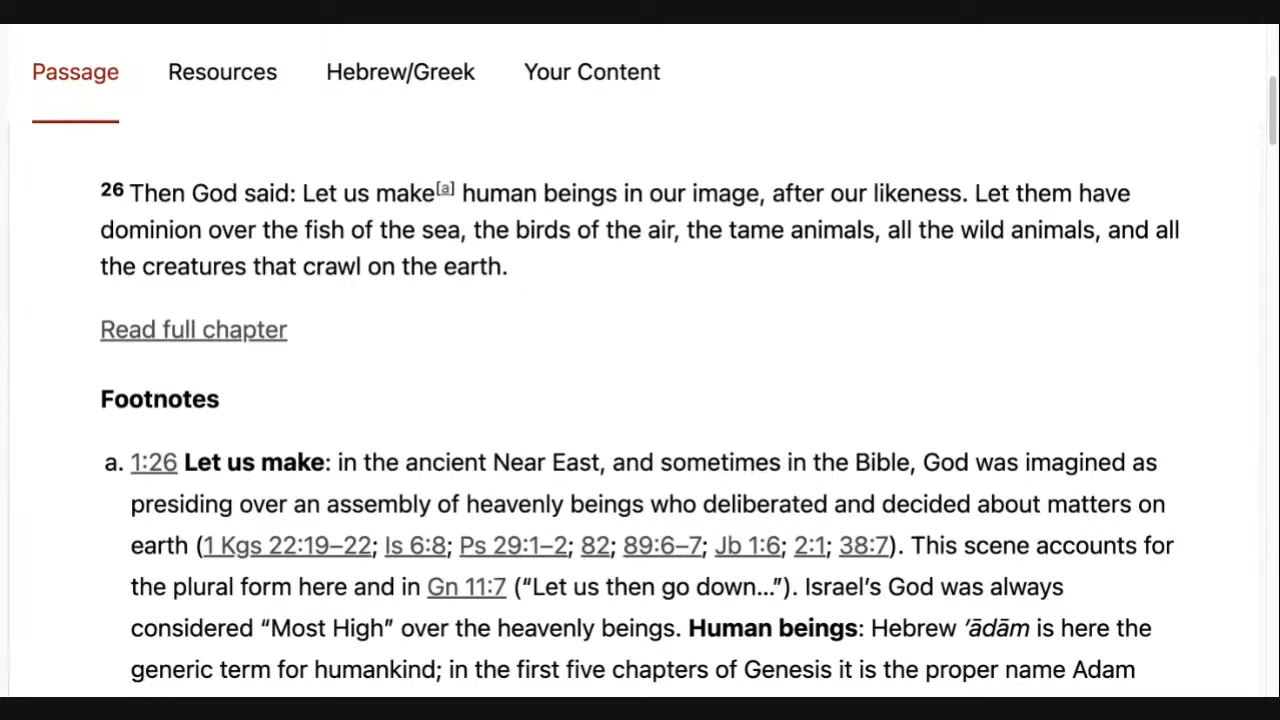 Passage Resources Hebrew/Greek Your Content
26 Then God said: Let us make[a] human beings in our image, after our likeness. Let them have
dominion over the fish of the sea, the birds of the air, the tame animals, all the wild animals, and all
the creatures that crawl on the earth.
Read full chapter
Footnotes
a. 1:26 Let us make: in the ancient Near East, and sometimes in the Bible, God was imagined as
presiding over an assembly of heavenly beings who deliberated and decided about matters on
earth (1 Kgs 22:19–22; Is 6:8; Ps 29:1–2; 82; 89:6–7; Jb 1:6; 2:1; 38:7). This scene accounts for
the plural form here and in Gn 11:7 (“Let us then go down…”). Israel’s God was always
considered “Most High” over the heavenly beings. Human beings: Hebrew ’ādām is here the
generic term for humankind; in the first five chapters of Genesis it is the proper name Adam